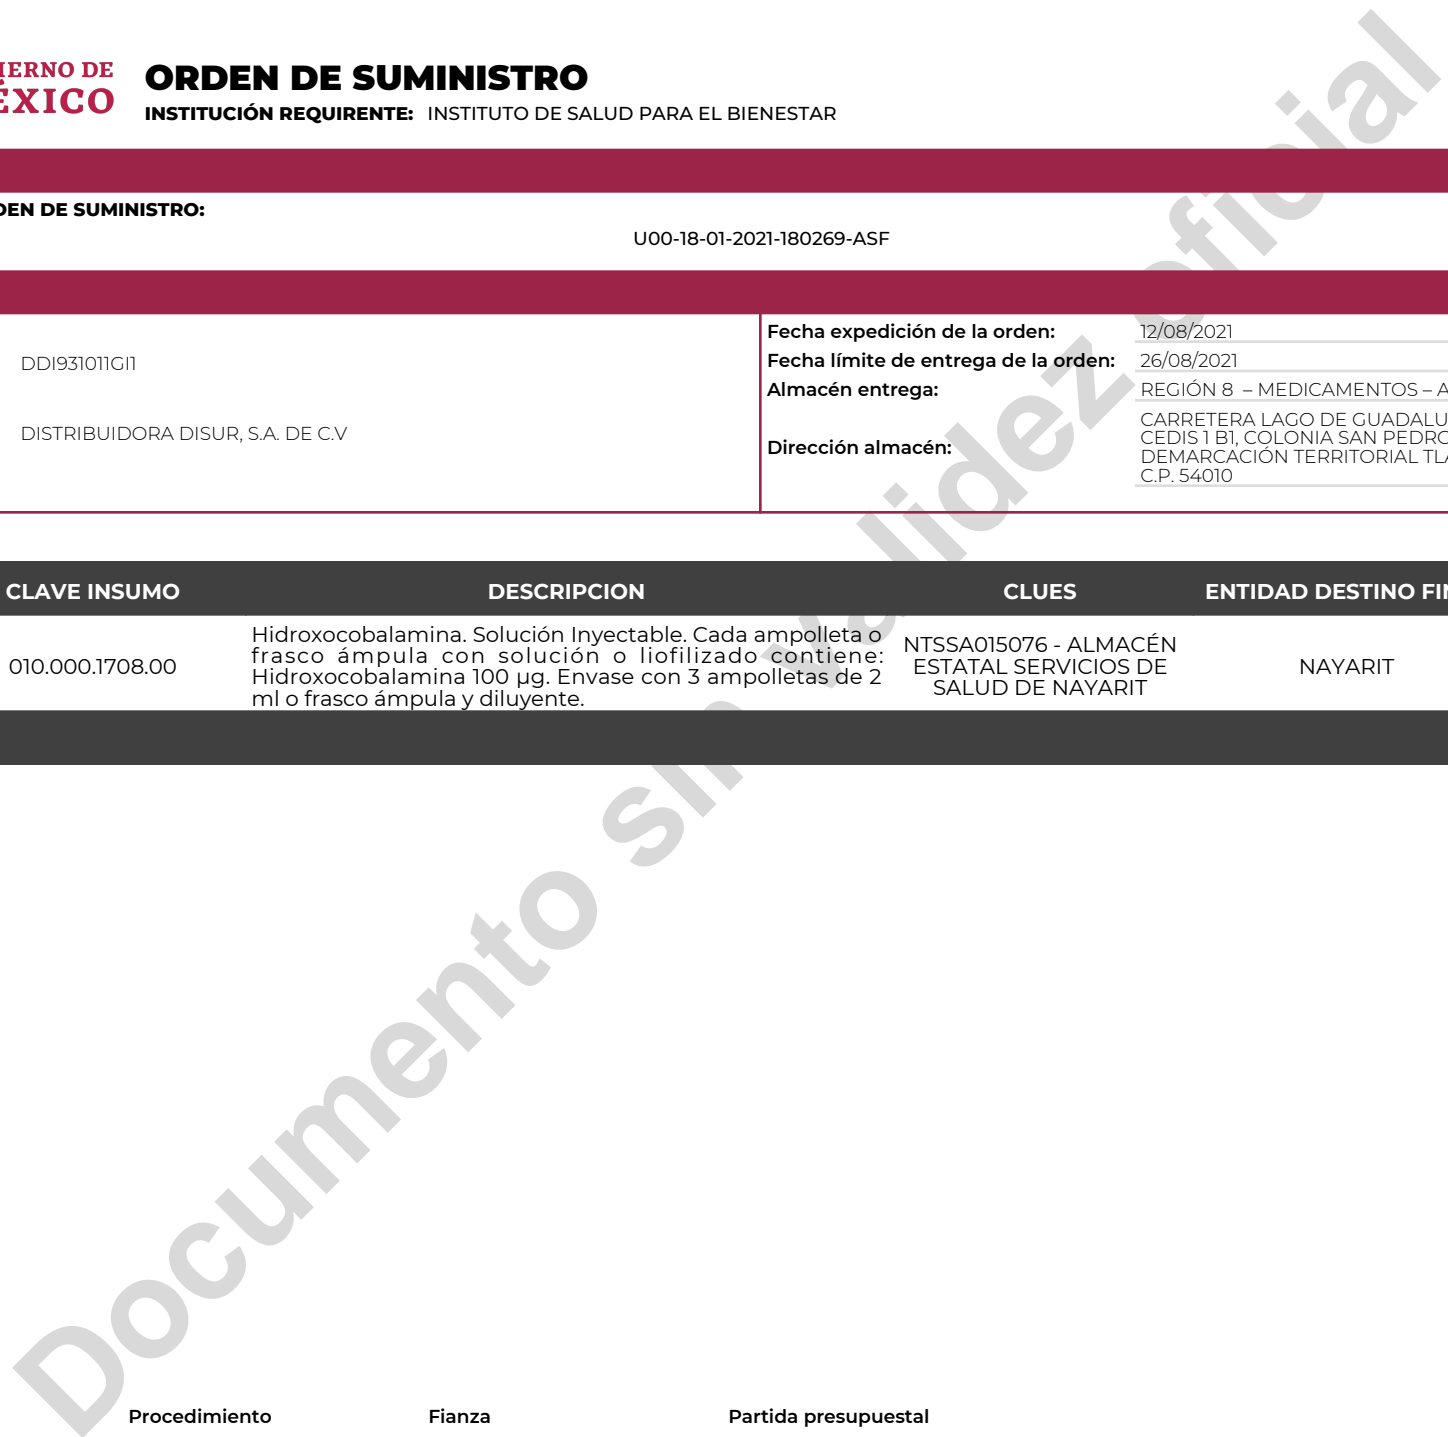 ORDEN DE SUMINISTRO
INSTITUCIÓN REQUIRENTE: INSTITUTO DE SALUD PARA EL BIENESTAR
IERNO DE
ÉXICO
DEN DE SUMINISTRO:
U00-18-01-2021-180269-ASF
DDI931011GI1
DISTRIBUIDORA DISUR, S.A. DE C.V
Fecha expedición de la orden: 12/08/2021
Fecha límite de entrega de la orden: 26/08/2021
Almacén entrega: REGIÓN 8 – MEDICAMENTOS – A
Dirección almacén:
CARRETERA LAGO DE GUADALU
CEDIS 1 B1, COLONIA SAN PEDRO
DEMARCACIÓN TERRITORIAL TLA
C.P. 54010
CLAVE INSUMO DESCRIPCION CLUES ENTIDAD DESTINO FIN
010.000.1708.00
Hidroxocobalamina. Solución Inyectable. Cada ampolleta o
frasco ámpula con solución o liofilizado contiene:
Hidroxocobalamina 100 µg. Envase con 3 ampolletas de 2
ml o frasco ámpula y diluyente.
NTSSA015076 - ALMACÉN
ESTATAL SERVICIOS DE
SALUD DE NAYARIT
NAYARIT
Documento sin validez oficial
Procedimiento Fianza Partida presupuestal